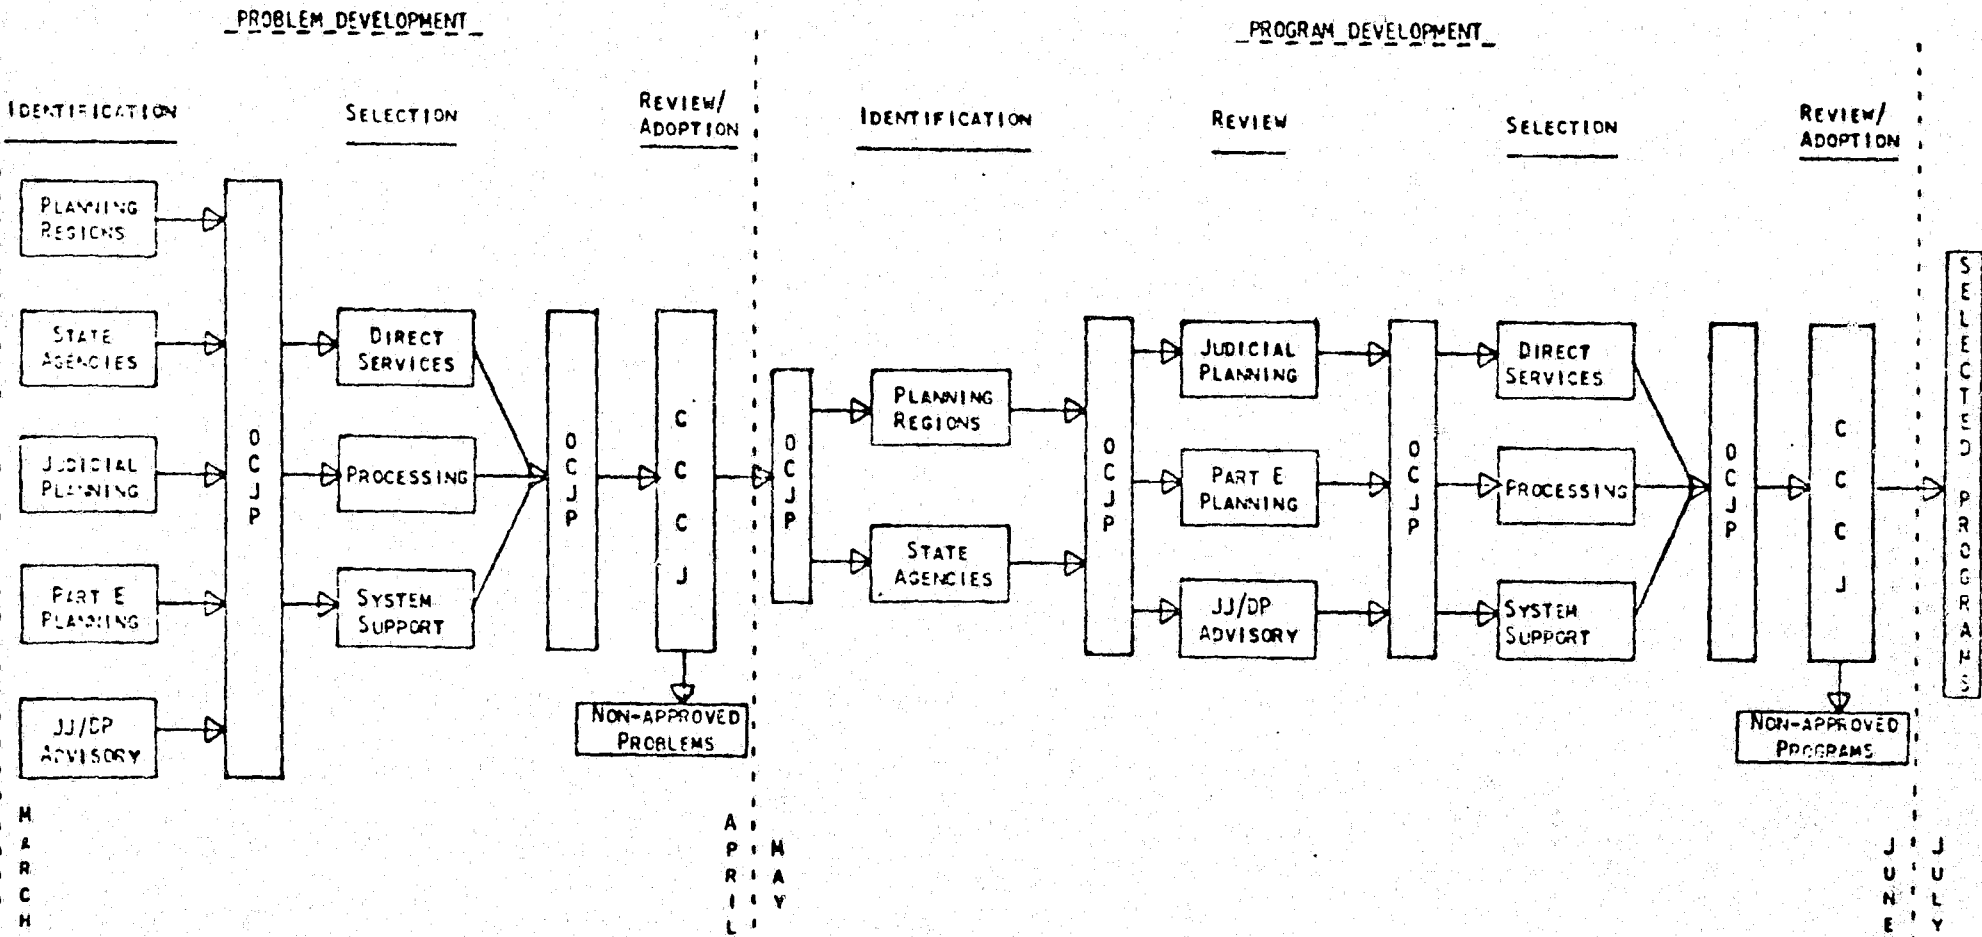 PROBLEM DEVELOPMENT
PROGRAM DEVELOPMENT
IDENTIFICATION
SELECTION
REVIEW/
ADOPTION
IDENTIFICATION
REVIEW
SELECTION
REVIEW/
ADOPTION
PLANNING
REGIONS
STATE
AGENCIES
JUDICIAL
PLANNING
PART E
PLANNING
JJ/DP
ADVISORY
OCJP
DIRECT
SERVICES
PROCESSING
SYSTEM
SUPPORT
OCJP
CCCJ
NON-APPROVED
PROBLEMS
OCJP
PLANNING
REGIONS
STATE
AGENCIES
OCJP
JUDICIAL
PLANNING
PART E
PLANNING
JJ/DP
ADVISORY
OCJP
DIRECT
SERVICES
PROCESSING
SYSTEM
SUPPORT
OCJP
CCCJ
NON-APPROVED
PROGRAMS
SELECTED PROGRAMS
MARCH
APRIL
MAY
JUNE
JULY